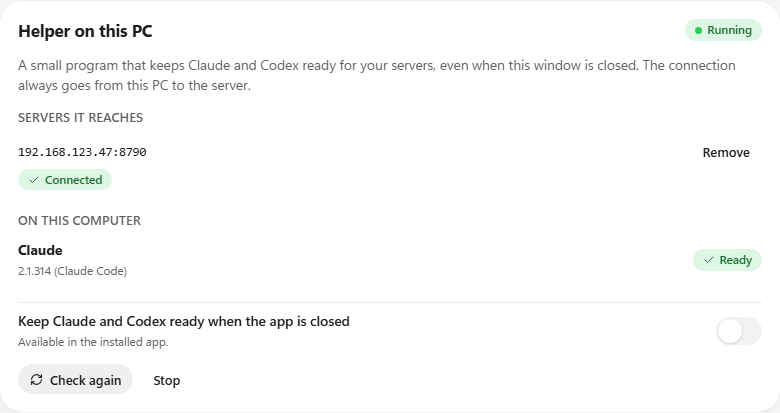 Helper on this PC
Running
A small program that keeps Claude and Codex ready for your servers, even when this window is closed. The connection
always goes from this PC to the server.
SERVERS IT REACHES
192.168.123.47:8790
Remove
Connected
ON THIS COMPUTER
Claude
2.1.314 (Claude Code)
Ready
Keep Claude and Codex ready when the app is closed
Available in the installed app.
Check again
Stop